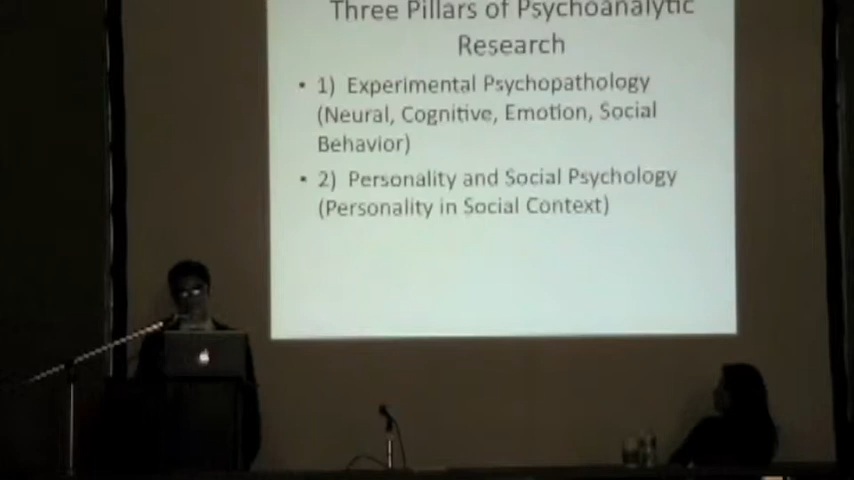 Three Pillars of Psychoanalytic
Research
• 1) Experimental Psychopathology
(Neural, Cognitive, Emotion, Social
Behavior)
• 2) Personality and Social Psychology
(Personality in Social Context)